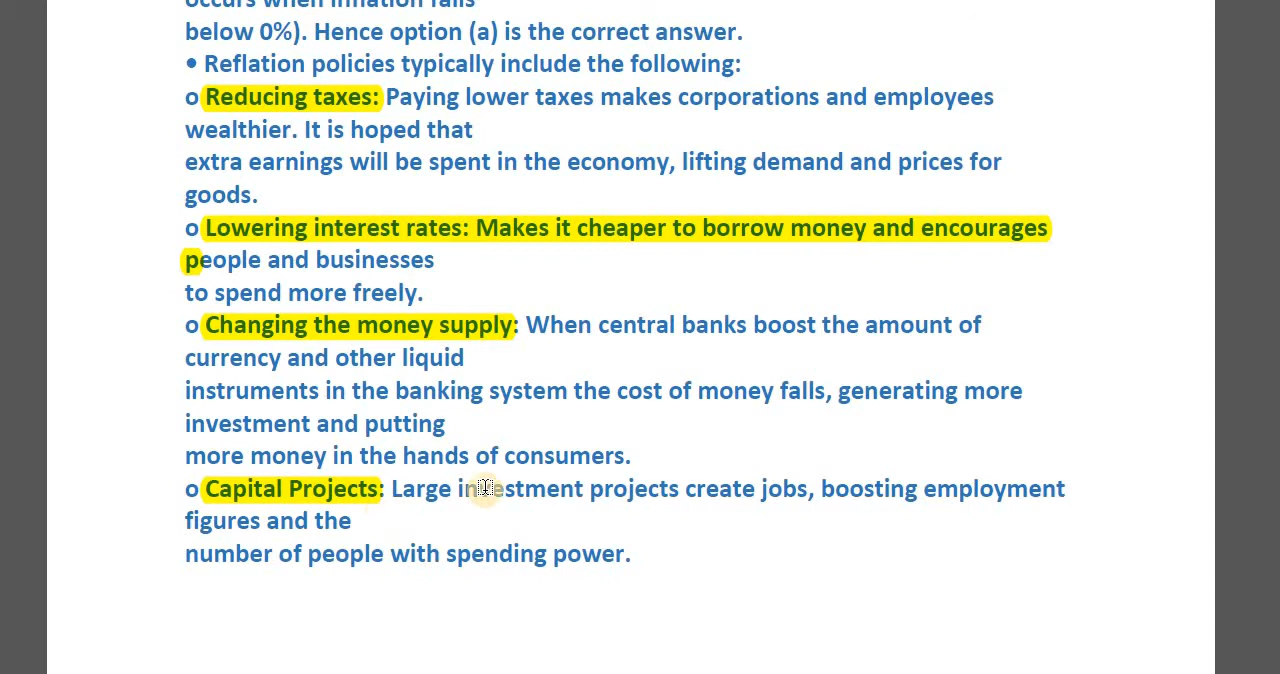 occurs when inflation falls
below 0%). Hence option (a) is the correct answer.
• Reflation policies typically include the following:
o Reducing taxes: Paying lower taxes makes corporations and employees
wealthier. It is hoped that
extra earnings will be spent in the economy, lifting demand and prices for
goods.
o Lowering interest rates: Makes it cheaper to borrow money and encourages
people and businesses
to spend more freely.
o Changing the money supply: When central banks boost the amount of
currency and other liquid
instruments in the banking system the cost of money falls, generating more
investment and putting
more money in the hands of consumers.
o Capital Projects: Large investment projects create jobs, boosting employment
figures and the
number of people with spending power.